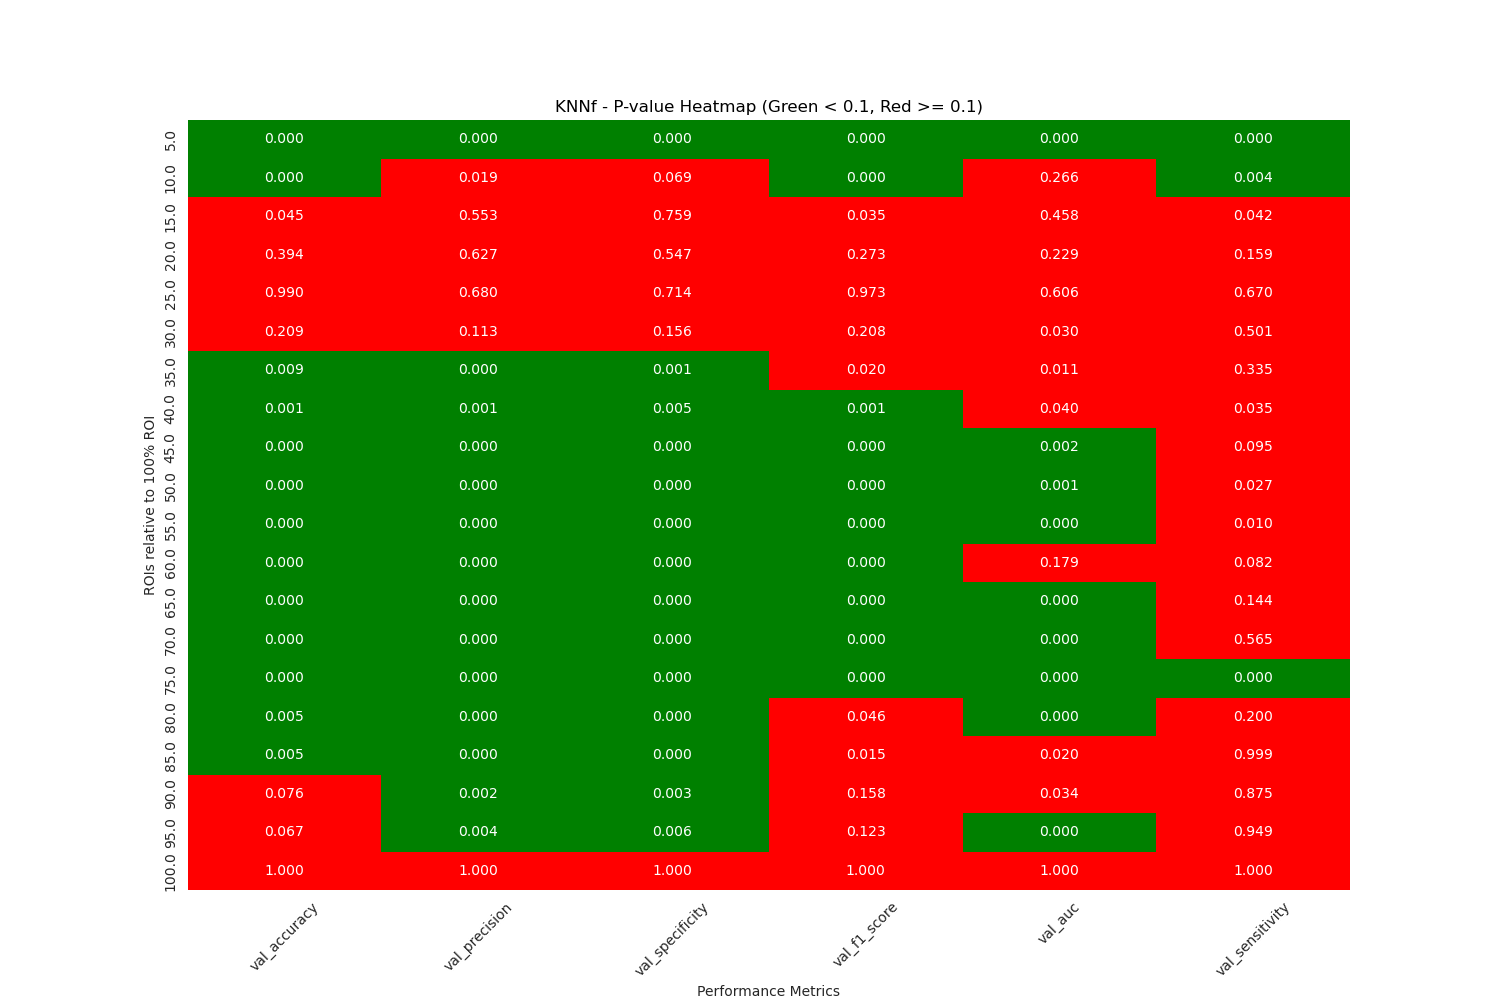 KNNf - P-value Heatmap (Green < 0.1, Red >= 0.1)
ROIs relative to 100% ROI
5.0 0.000 0.000 0.000 0.000 0.000 0.000
10.0 0.000 0.019 0.069 0.000 0.266 0.004
15.0 0.045 0.553 0.759 0.035 0.458 0.042
20.0 0.394 0.627 0.547 0.273 0.229 0.159
25.0 0.990 0.680 0.714 0.973 0.606 0.670
30.0 0.209 0.113 0.156 0.208 0.030 0.501
35.0 0.009 0.000 0.001 0.020 0.011 0.335
40.0 0.001 0.001 0.005 0.001 0.040 0.035
45.0 0.000 0.000 0.000 0.000 0.002 0.095
50.0 0.000 0.000 0.000 0.000 0.001 0.027
55.0 0.000 0.000 0.000 0.000 0.000 0.010
60.0 0.000 0.000 0.000 0.000 0.179 0.082
65.0 0.000 0.000 0.000 0.000 0.000 0.144
70.0 0.000 0.000 0.000 0.000 0.000 0.565
75.0 0.000 0.000 0.000 0.000 0.000 0.000
80.0 0.005 0.000 0.000 0.046 0.000 0.200
85.0 0.005 0.000 0.000 0.015 0.020 0.999
90.0 0.076 0.002 0.003 0.158 0.034 0.875
95.0 0.067 0.004 0.006 0.123 0.000 0.949
100.0 1.000 1.000 1.000 1.000 1.000 1.000
val_accuracy val_precision val_specificity val_f1_score val_auc val_sensitivity
Performance Metrics